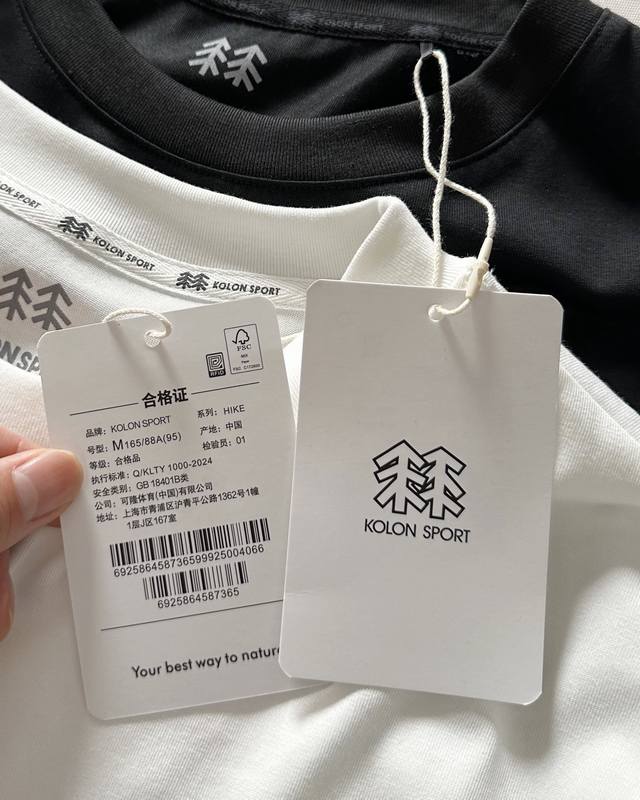 KOLON SPORT
KOLON SPORT
KOLON SPORT
KOLON SPORT
RFID
FSC
MIX
Paper
合格证
品牌: KOLON SPORT
系列: HIKE
号型: M165/88A(95)
产地: 中国
等级: 合格品
检验员: 01
执行标准: Q/KLTY 1000-2024
安全类别: GB 18401B类
公司: 可隆体育(中国)有限公司
地址: 上海市青浦区沪青平公路1362号1幢
1层J区167室
692586458736599925004066
6925864587365
Your best way to nature
KOLON SPORT